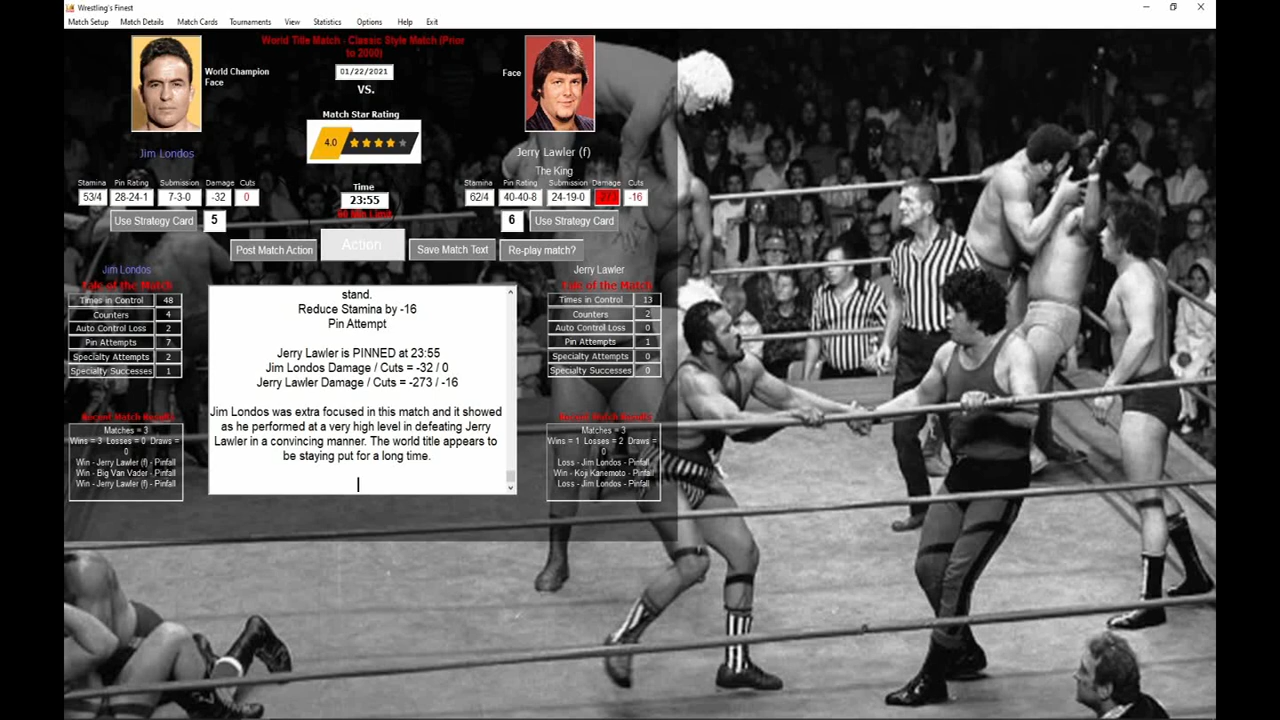 Wrestling's Finest
Match Setup Match Details Match Cards Tournaments View Statistics Options Help Exit
World Title Match - Classic Style Match (Prior
to 2000)
World Champion
Face
01/22/2021
VS.
Face
Match Star Rating
4.0
Jim Londos
Jerry Lawler (f)
The King
Stamina Pin Rating Submission Damage Cuts
53/4 28-24-1 7-3-0 -32 0
Time
23:55
60 Min Limit
Stamina Pin Rating Submission Damage Cuts
62/4 40-40-8 24-19-0 -273 -16
Use Strategy Card 5
6 Use Strategy Card
Post Match Action Action Save Match Text Re-play match?
Jim Londos
Tale of the Match
Times in Control 48
Counters 4
Auto Control Loss 2
Pin Attempts 7
Specialty Attempts 2
Specialty Successes 1
Recent Match Results
Matches = 3
Wins = 3 Losses = 0 Draws =
0
Win - Jerry Lawler (f) - Pinfall
Win - Big Van Vader - Pinfall
Win - Jerry Lawler (f) - Pinfall
stand.
Reduce Stamina by -16
Pin Attempt
Jerry Lawler is PINNED at 23:55
Jim Londos Damage / Cuts = -32 / 0
Jerry Lawler Damage / Cuts = -273 / -16
Jim Londos was extra focused in this match and it showed
as he performed at a very high level in defeating Jerry
Lawler in a convincing manner. The world title appears to
be staying put for a long time.
Jerry Lawler
Tale of the Match
Times in Control 13
Counters 2
Auto Control Loss 0
Pin Attempts 1
Specialty Attempts 0
Specialty Successes 0
Recent Match Results
Matches = 3
Wins = 1 Losses = 2 Draws =
0
Loss - Jim Londos - Pinfall
Win - Koji Kanemoto - Pinfall
Loss - Jim Londos - Pinfall